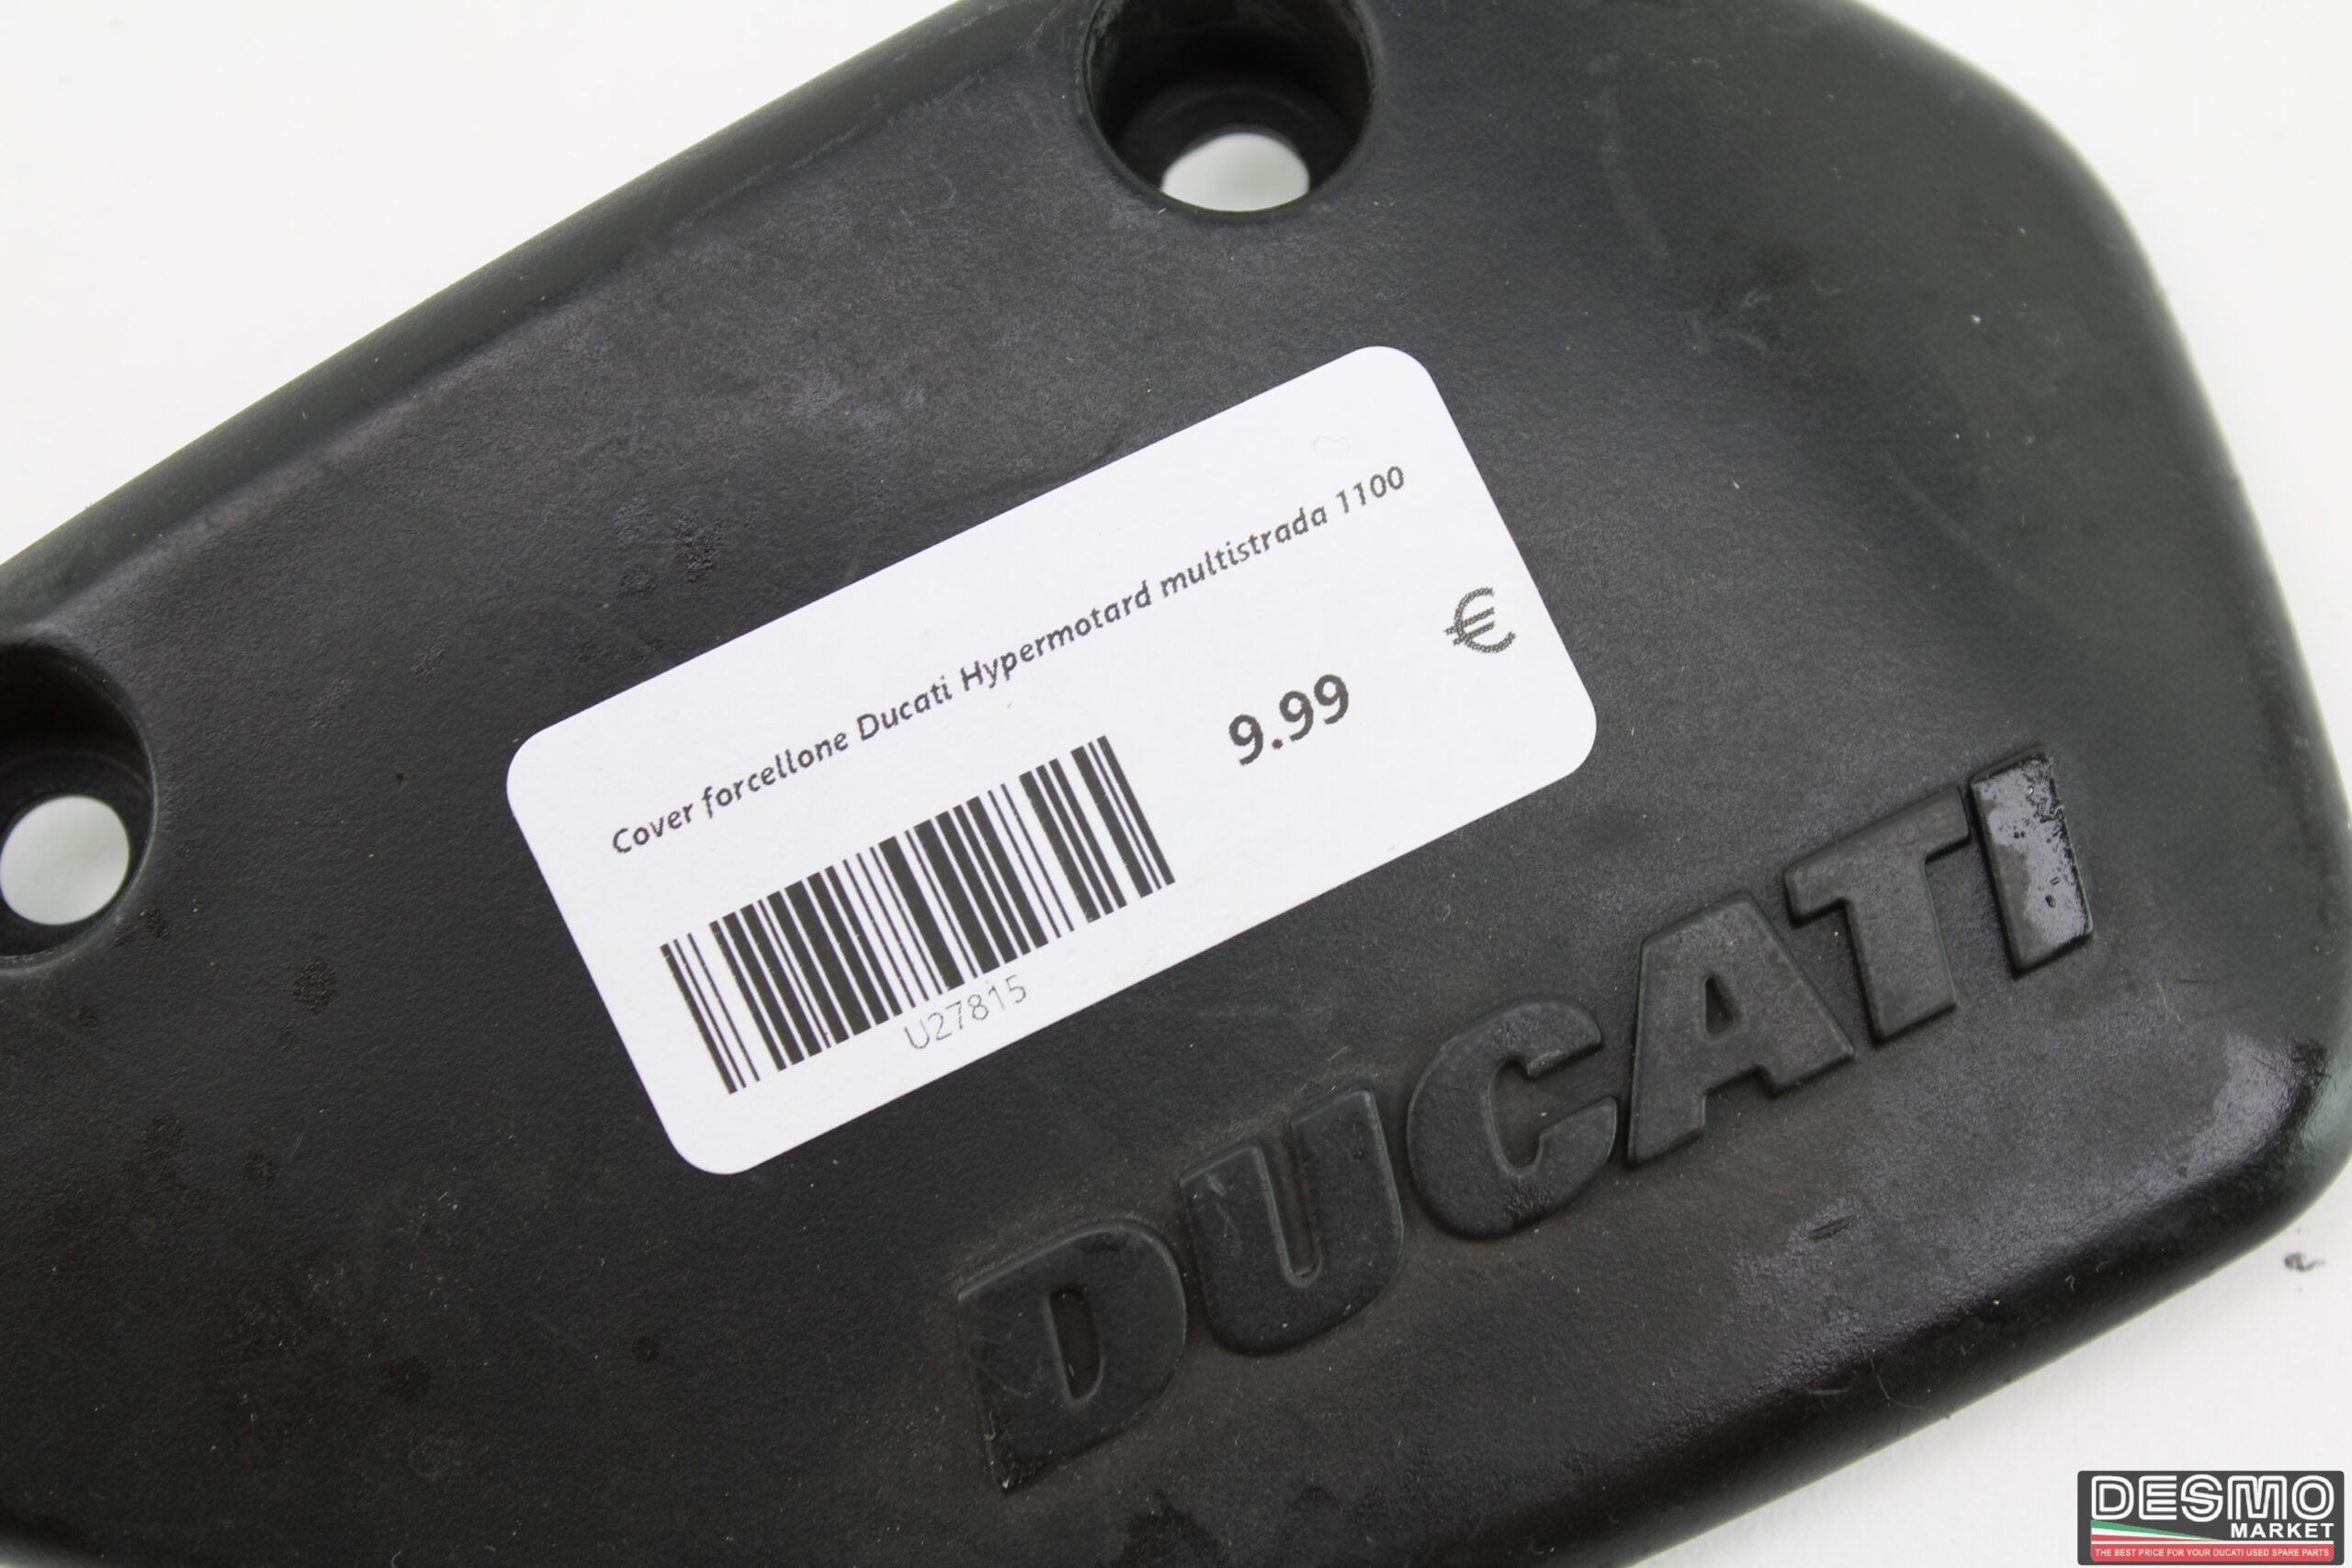 Cover forcellone Ducati Hypermotard multistrada 1100
9.99 €
U27815
DUCATI
DESMO
MARKET
THE BEST PRICE FOR YOUR DUCATI USED SPARE PARTS